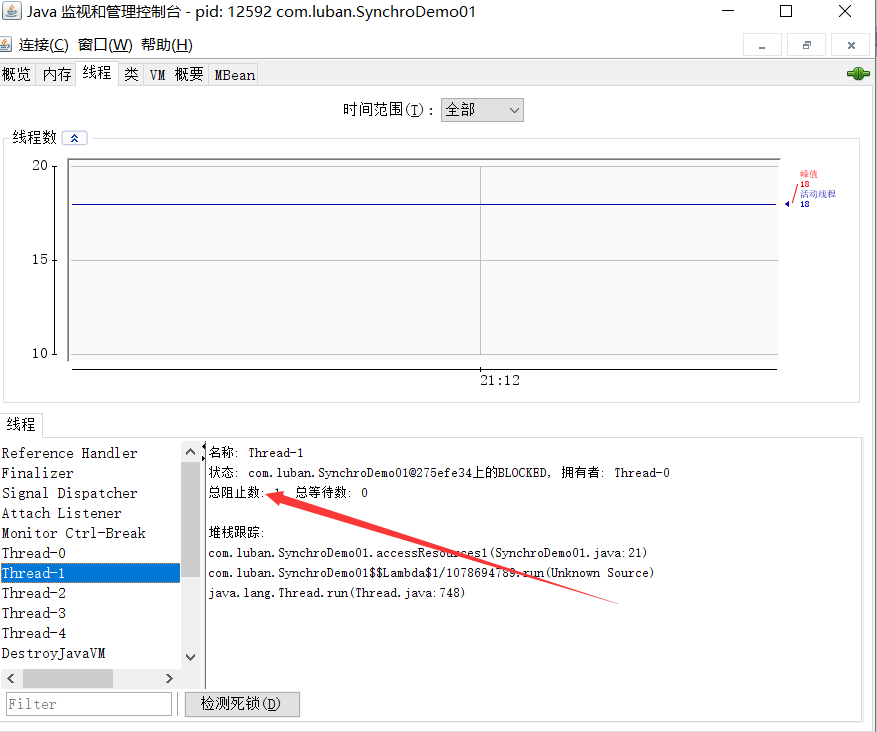 Java 监视和管理控制台 - pid: 12592 com.luban.SynchroDemo01
连接(C) 窗口(W) 帮助(H)
概览 内存 线程 类 VM 概要 MBean
时间范围(T): 全部
线程数
20
15
10
21:12
峰值
18
活动线程
18
线程
Reference Handler
Finalizer
Signal Dispatcher
Attach Listener
Monitor Ctrl-Break
Thread-0
Thread-1
Thread-2
Thread-3
Thread-4
DestroyJavaVM
Filter
名称: Thread-1
状态: com.luban.SynchroDemo01@275efe34上的BLOCKED, 拥有者: Thread-0
总阻止数: 1, 总等待数: 0
堆栈跟踪:
com.luban.SynchroDemo01.accessResources1(SynchroDemo01.java:21)
com.luban.SynchroDemo01$$Lambda$1/1078694789.run(Unknown Source)
java.lang.Thread.run(Thread.java:748)
检测死锁(D)